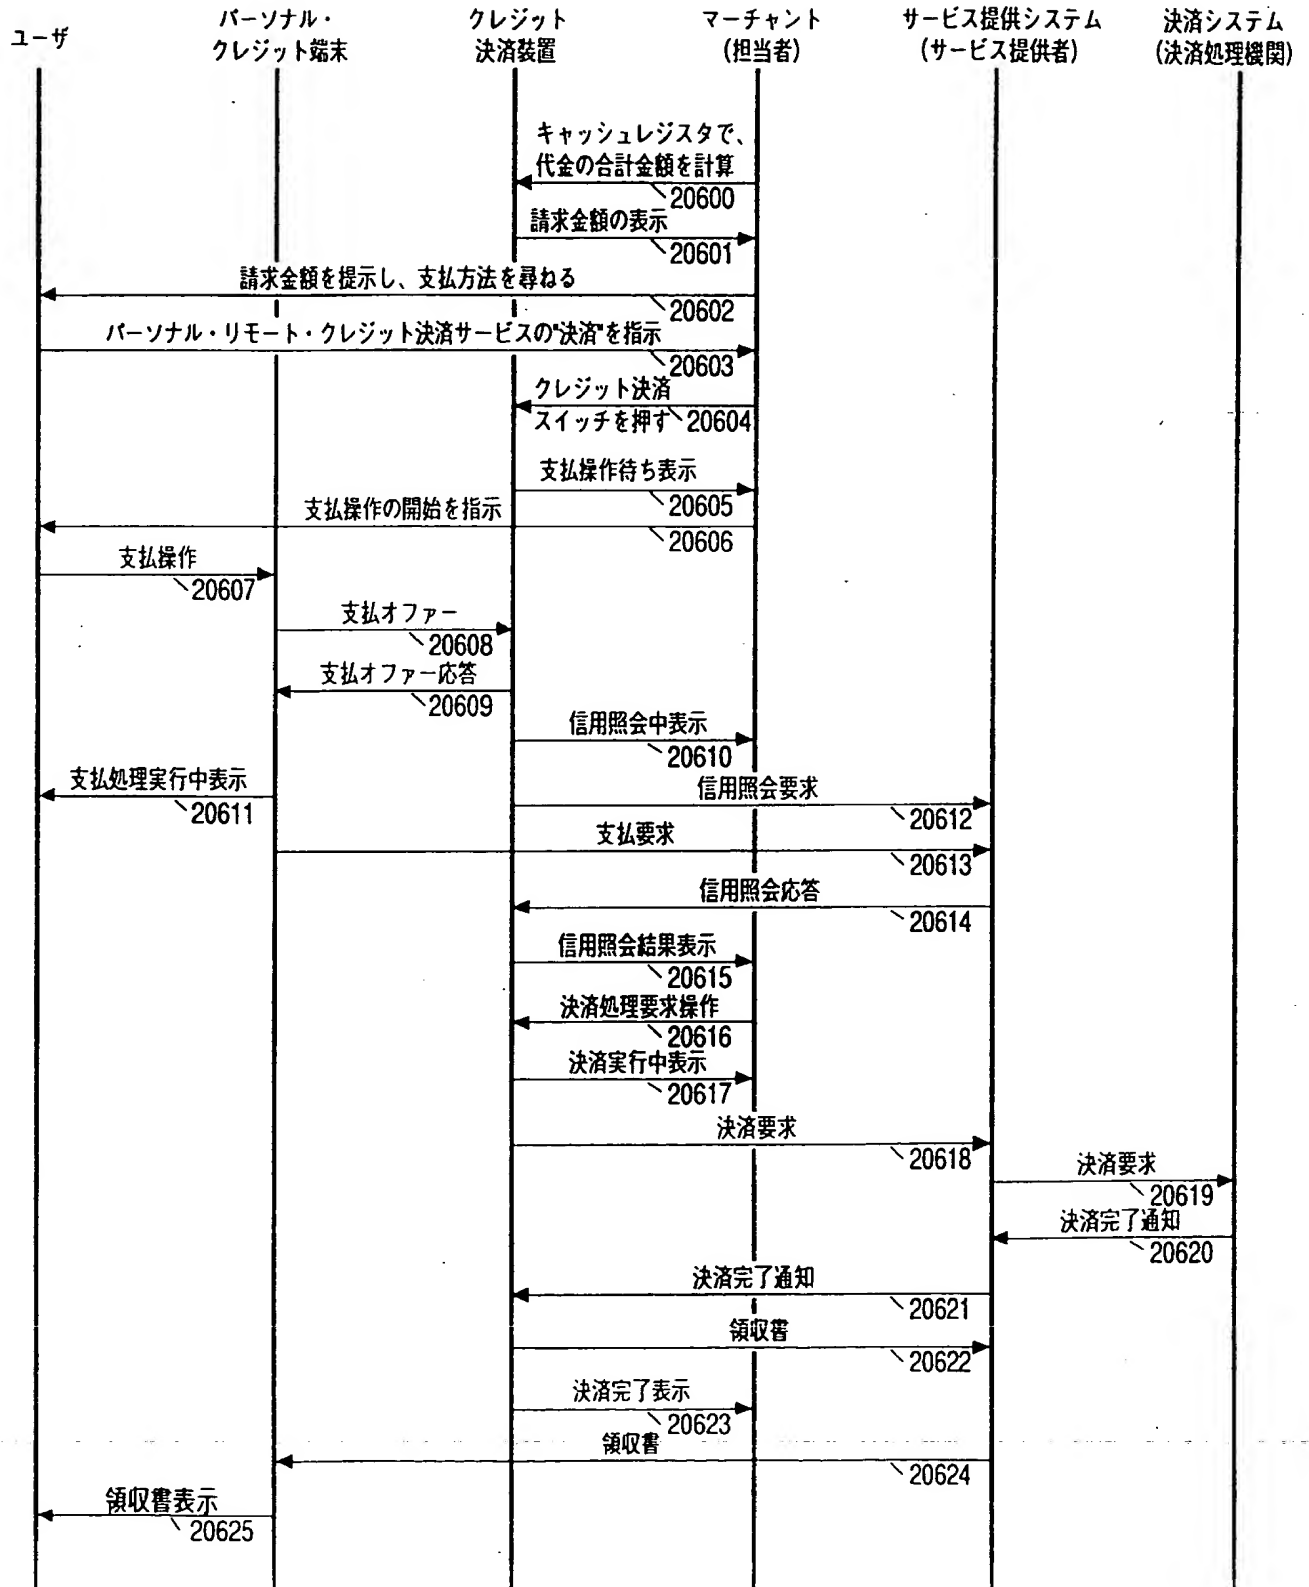 ユーザ
パーソナル・
クレジット端末
クレジット
決済装置
マーチャント
(担当者)
サービス提供システム
(サービス提供者)
決済システム
(決済処理機関)
キャッシュレジスタで、
代金の合計金額を計算
20600
請求金額の表示
20601
請求金額を提示し、支払方法を尋ねる
20602
パーソナル・リモート・クレジット決済サービスの"決済"を指示
20603
クレジット決済
スイッチを押す
20604
支払操作待ち表示
20605
支払操作の開始を指示
20606
支払操作
20607
支払オファー
20608
支払オファー応答
20609
信用照会中表示
20610
支払処理実行中表示
20611
信用照会要求
20612
支払要求
20613
信用照会応答
20614
信用照会結果表示
20615
決済処理要求操作
20616
決済実行中表示
20617
決済要求
20618
決済要求
20619
決済完了通知
20620
決済完了通知
20621
領収書
20622
決済完了表示
20623
領収書
20624
領収書表示
20625